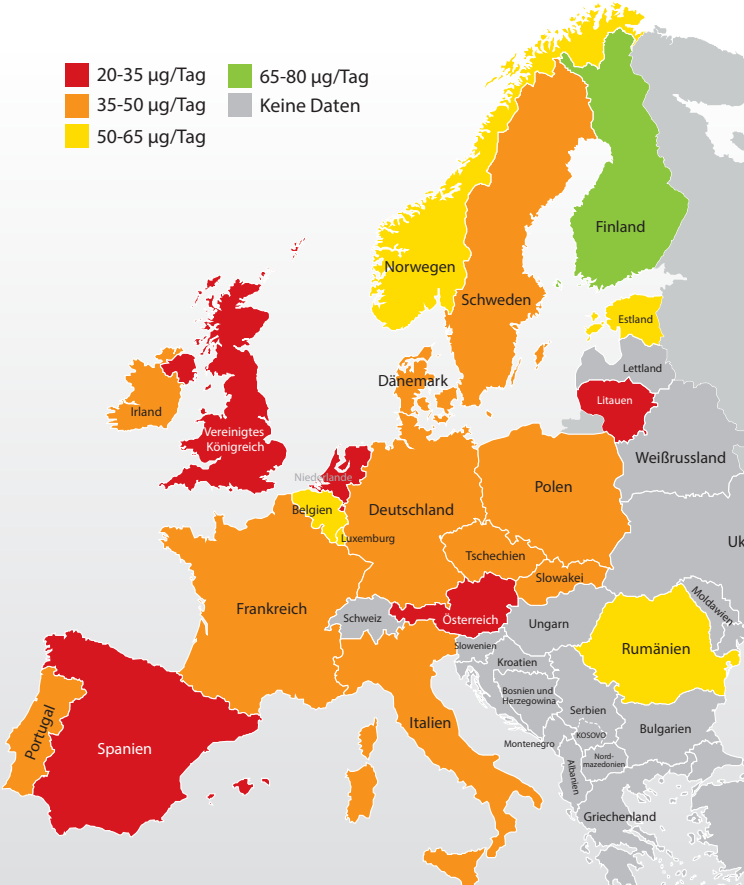 20-35 µg/Tag
35-50 µg/Tag
50-65 µg/Tag
65-80 µg/Tag
Keine Daten
Finland
Norwegen
Schweden
Estland
Lettland
Dänemark
Litauen
Irland
Vereinigtes
Königreich
Weißrussland
Niederlande
Polen
Belgien
Deutschland
Luxemburg
Uk
Tschechien
Slowakei
Frankreich
Schweiz
Österreich
Ungarn
Moldawien
Slowenien
Rumänien
Kroatien
Bosnien und
Herzegowina
Serbien
Portugal
Italien
Bulgarien
KOSOVO
Spanien
Montenegro
Nord-
mazedonien
Albanien
Griechenland